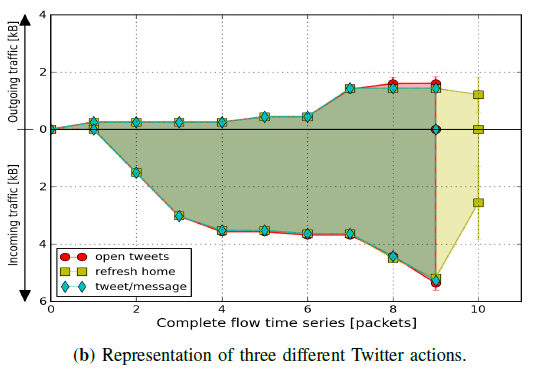 Outgoing traffic [kB]
Incoming traffic [kB]
4
2
0
2
4
6
open tweets
refresh home
tweet/message
0 2 4 6 8 10
Complete flow time series [packets]
(b) Representation of three different Twitter actions.